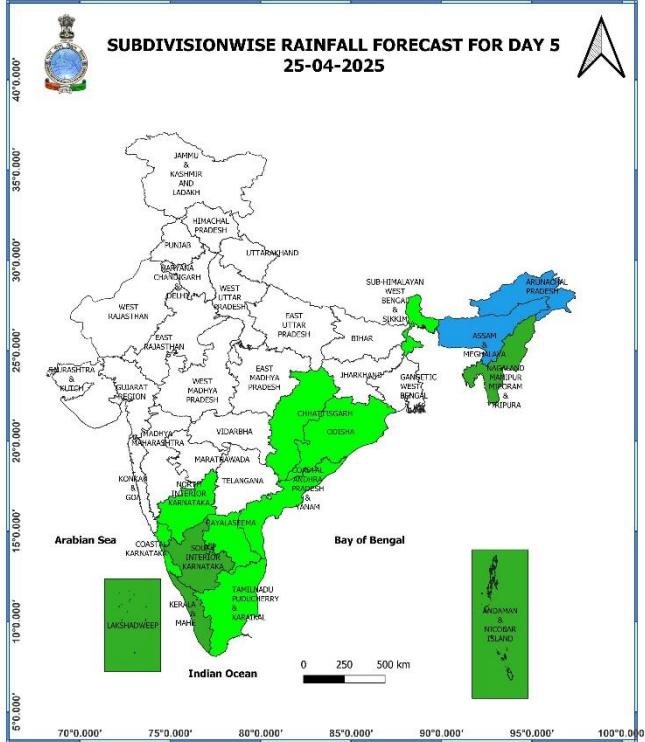 SUBDIVISIONWISE RAINFALL FORECAST FOR DAY 5
25-04-2025
40°0.000'
35°0.000'
30°0.000'
25°0.000'
20°0.000'
15°0.000'
10°0.000'
5°0.000'
JAMMU
&
KASHMIR
AND
LADAKH
HIMACHAL
PRADESH
PUNJAB
UTTARAKHAND
HARYANA
CHANDIGARH
&
DELHI
WEST
UTTAR
PRADESH
WEST
RAJASTHAN
EAST
RAJASTHAN
EAST
UTTAR
PRADESH
BIHAR
SUB-HIMALAYAN
WEST
BENGAL
&
SIKKIM
ARUNACHAL
PRADESH
ASSAM
&
MEGHALAYA
NAGALAND
MANIPUR
MIZORAM
&
TRIPURA
SAURASHTRA
&
KUTCH
GUJARAT
REGION
WEST
MADHYA
PRADESH
EAST
MADHYA
PRADESH
JHARKHAND
GANGETIC
WEST
BENGAL
CHHATTISGARH
ODISHA
MADHYA
MAHARASHTRA
VIDARBHA
MARATHWADA
TELANGANA
KONKAN
&
GOA
NORTH
INTERIOR
KARNATAKA
COASTAL
ANDHRA
PRADESH
&
YANAM
RAYALASEEMA
COASTAL
KARNATAKA
SOUTH
INTERIOR
KARNATAKA
Arabian Sea
Bay of Bengal
LAKSHADWEEP
KERALA
&
MAHE
TAMILNADU
PUDUCHERRY
&
KARAIKAL
ANDAMAN
&
NICOBAR
ISLAND
Indian Ocean
0 250 500 km
70°0.000' 75°0.000' 80°0.000' 85°0.000' 90°0.000' 95°0.000' 100°0.000'